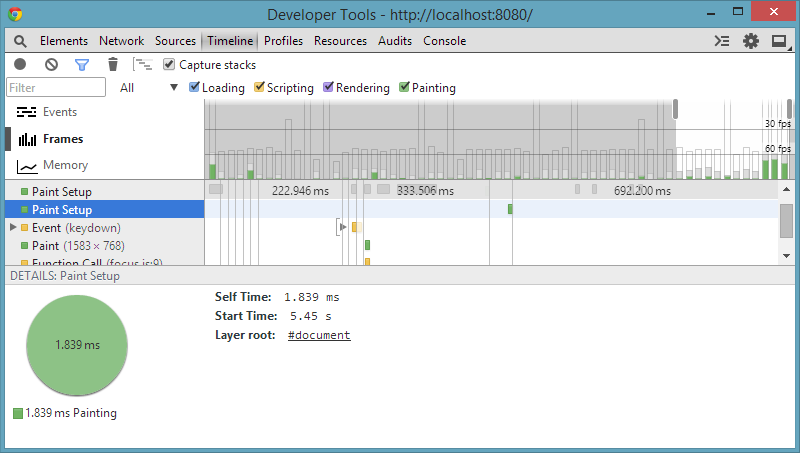 Developer Tools - http://localhost:8080/
Elements Network Sources Timeline Profiles Resources Audits Console
Capture stacks
Filter All Loading Scripting Rendering Painting
Events
Frames
Memory
30 fps
60 fps
Paint Setup 222.946 ms 333.506 ms 692.200 ms
Paint Setup
Event (keydown)
Paint (1583 × 768)
Function Call (focus.js:9)
DETAILS: Paint Setup
1.839 ms
1.839 ms Painting
Self Time: 1.839 ms
Start Time: 5.45 s
Layer root: #document